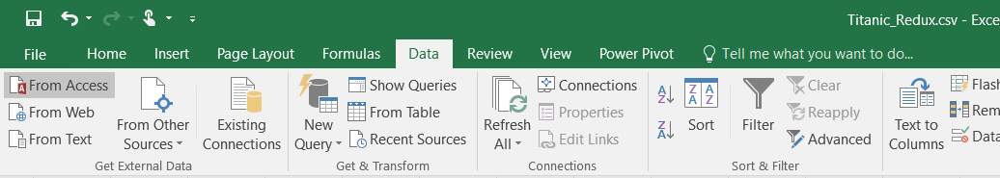 Titanic_Redux.csv - Exce
File Home Insert Page Layout Formulas Data Review View Power Pivot Tell me what you want to do...
From Access
From Web
From Text
From Other
Sources
Existing
Connections
Get External Data
New
Query
Show Queries
From Table
Recent Sources
Get & Transform
Refresh
All
Connections
Properties
Edit Links
Connections
Sort
Filter
Clear
Reapply
Advanced
Sort & Filter
Text to
Columns
Flash
Rem
Data